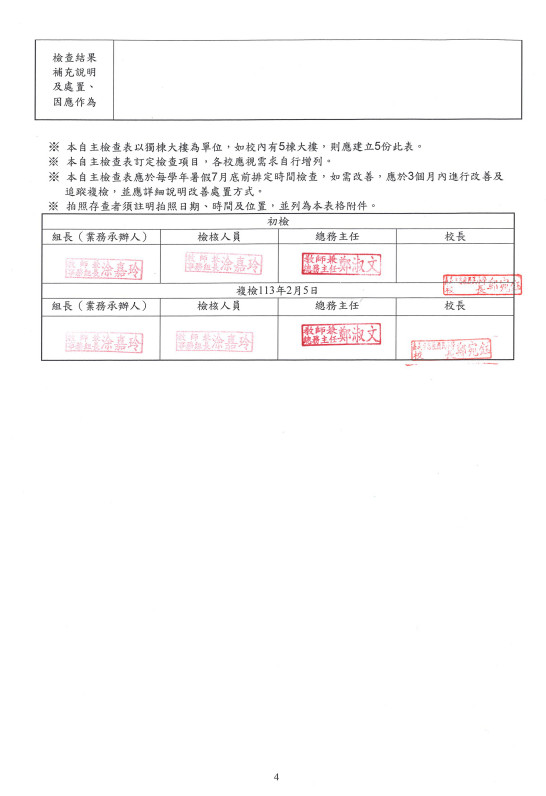 檢查結果
補充說明
及處置、
因應作為
※ 本自主檢查表以獨棟大樓為單位，如校內有5棟大樓，則應建立5份此表。
※ 本自主檢查表訂定檢查項目，各校應視需求自行增列。
※ 本自主檢查表應於每學年暑假7月底前排定時間檢查，如需改善，應於3個月內進行改善及
追蹤複檢，並應詳細說明改善處置方式。
※ 拍照存查者須註明拍照日期、時間及位置，並列為本表格附件。
初檢
組長（業務承辦人） 檢核人員 總務主任 校長
教師兼 涂嘉玲 教師兼 涂嘉玲 教師兼總務主任 鄭淑文
校長
複檢113年2月5日
組長（業務承辦人） 檢核人員 總務主任 校長
教師兼 涂嘉玲 教師兼 涂嘉玲 教師兼總務主任 鄭淑文
校長
4